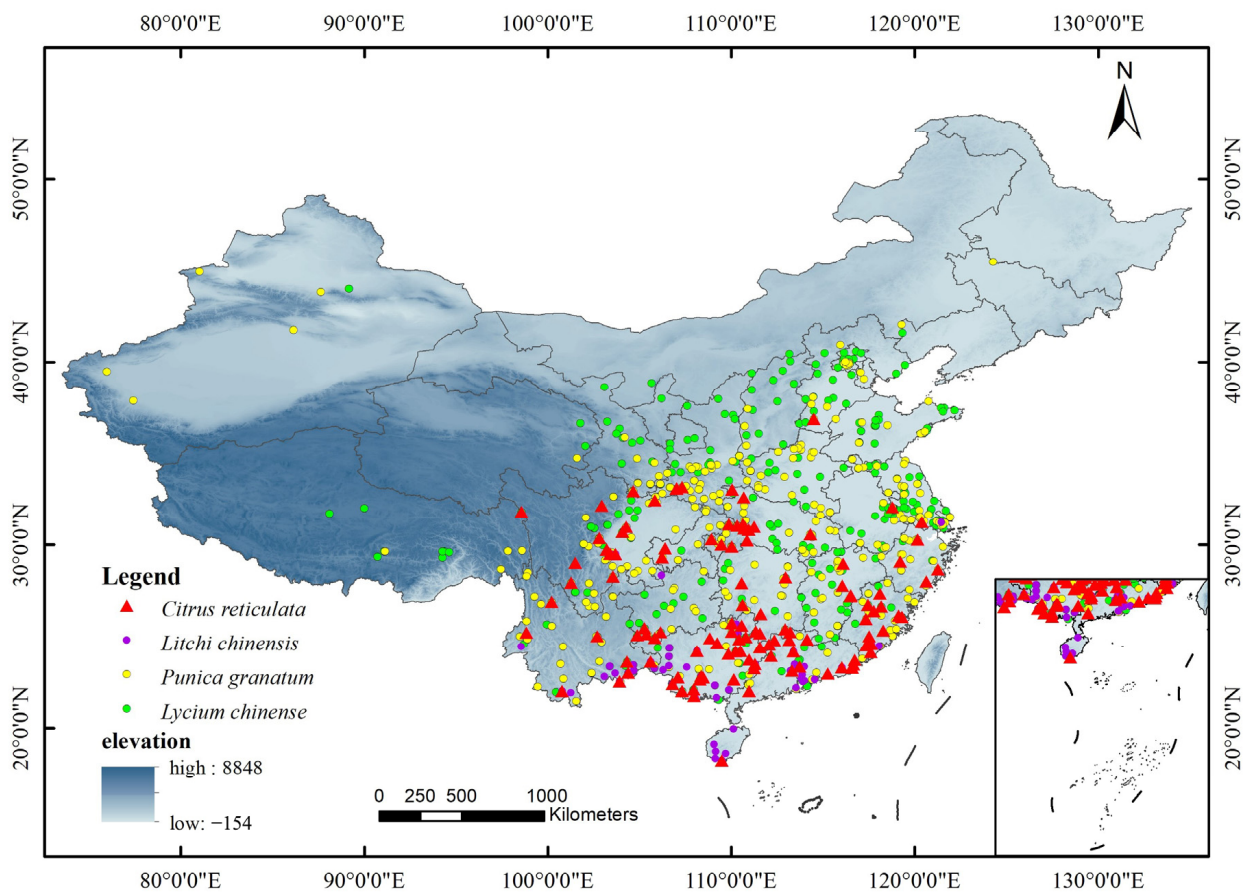 80°0'0"E 90°0'0"E 100°0'0"E 110°0'0"E 120°0'0"E 130°0'0"E
N
50°0'0"N 50°0'0"N
40°0'0"N 40°0'0"N
30°0'0"N 30°0'0"N
20°0'0"N 20°0'0"N
Legend
Citrus reticulata
Litchi chinensis
Punica granatum
Lycium chinense
elevation
high : 8848
low: −154
0 250 500 1000
Kilometers
80°0'0"E 90°0'0"E 100°0'0"E 110°0'0"E 120°0'0"E 130°0'0"E